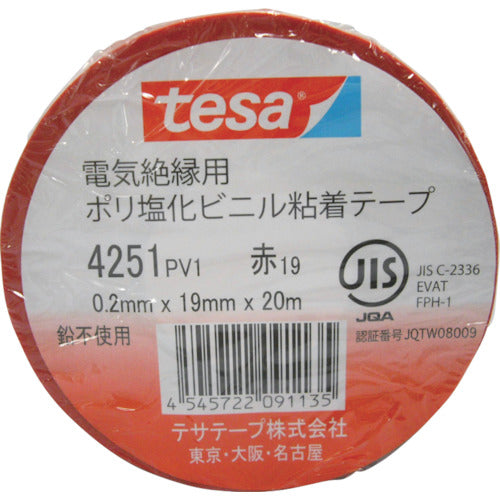 tesa
電気絶縁用
ポリ塩化ビニル粘着テープ
4251 PV1 赤19
0.2mm x 19mm x 20m
鉛不使用
JIS
JQA
JIS C-2336
EVAT
FPH-1
認証番号 JQTW08009
4 545722 091135
テサテープ株式会社
東京・大阪・名古屋